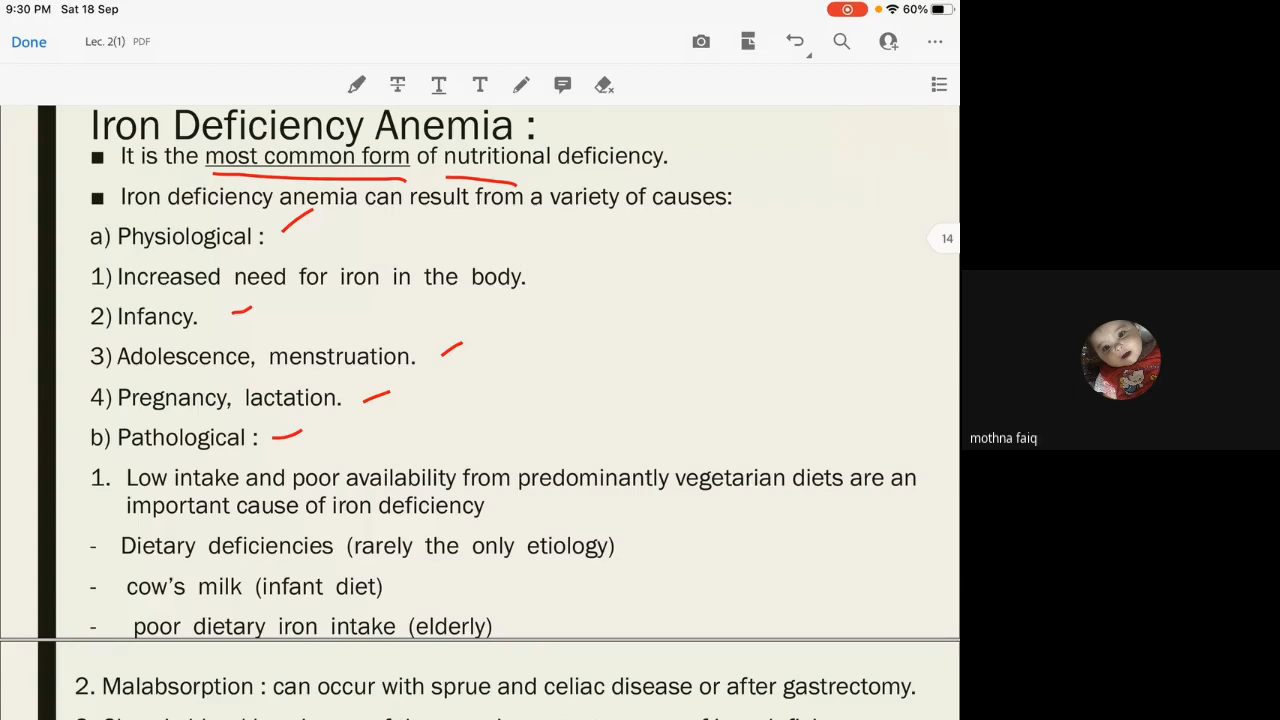 9:30 PM Sat 18 Sep 60%
Done Lec. 2(1) PDF
Iron Deficiency Anemia :
■ It is the most common form of nutritional deficiency.
■ Iron deficiency anemia can result from a variety of causes:
14
a) Physiological :
1) Increased need for iron in the body.
2) Infancy.
3) Adolescence, menstruation.
4) Pregnancy, lactation.
mothna faiq
b) Pathological :
1. Low intake and poor availability from predominantly vegetarian diets are an
important cause of iron deficiency
- Dietary deficiencies (rarely the only etiology)
- cow's milk (infant diet)
- poor dietary iron intake (elderly)
2. Malabsorption : can occur with sprue and celiac disease or after gastrectomy.